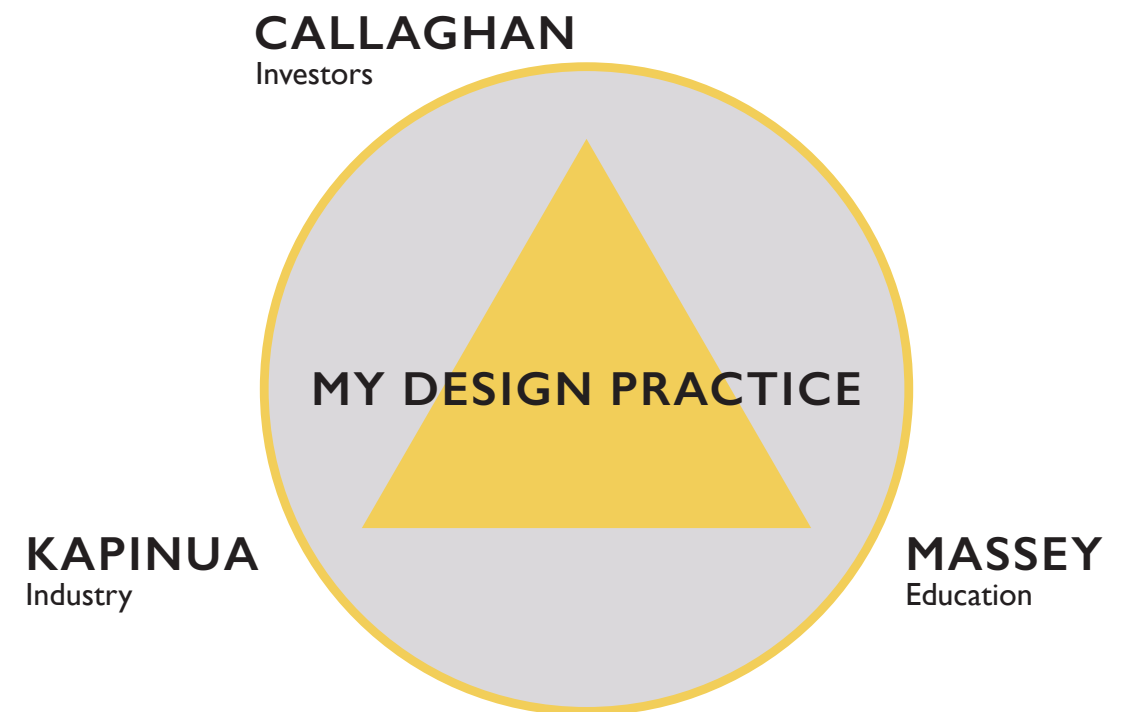 CALLAGHAN
Investors
MY DESIGN PRACTICE
KAPINUA
Industry
MASSEY
Education